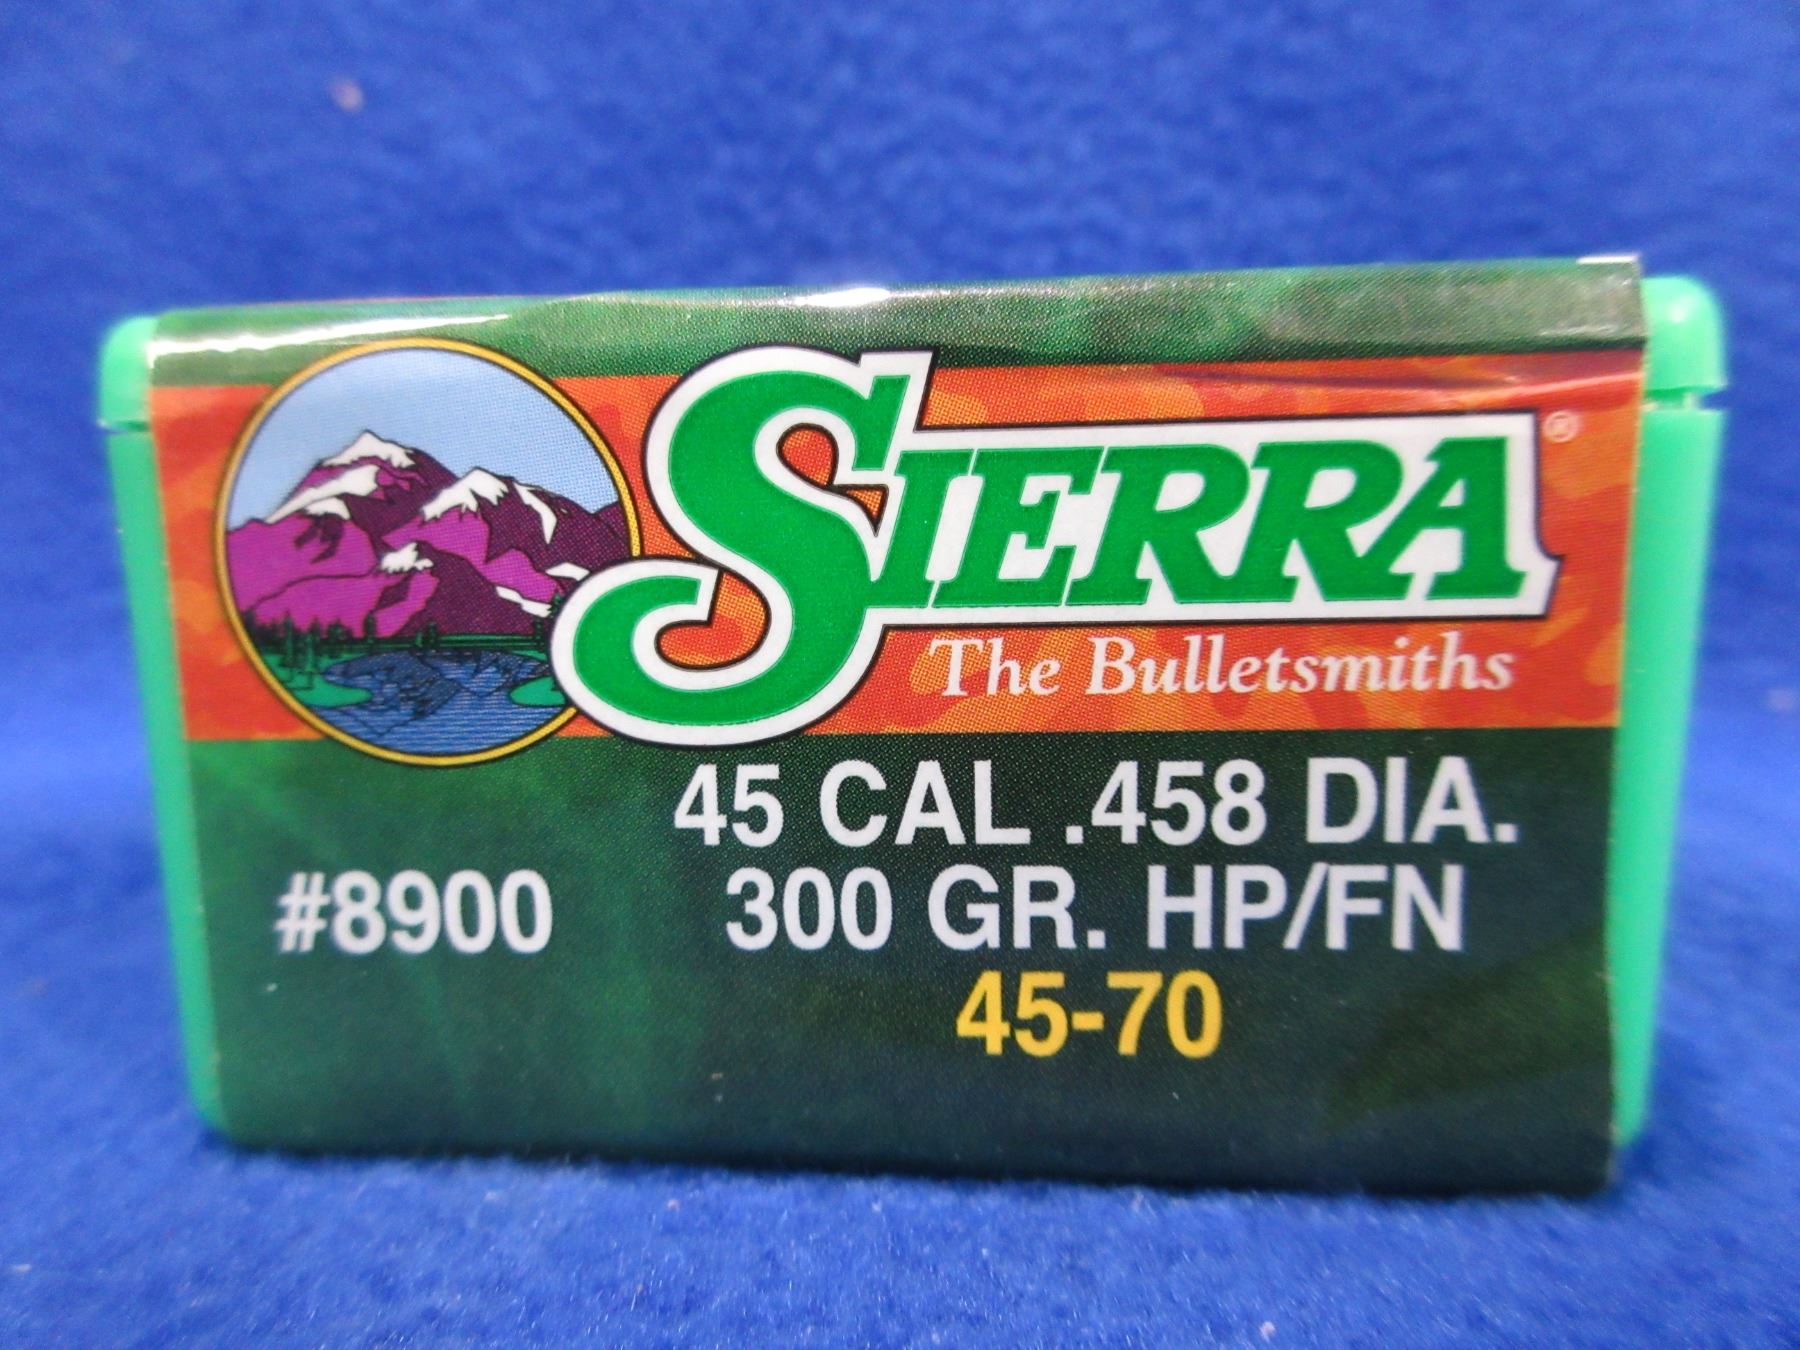 SIERRA®
The Bulletsmiths
45 CAL .458 DIA.
#8900 300 GR. HP/FN
45-70